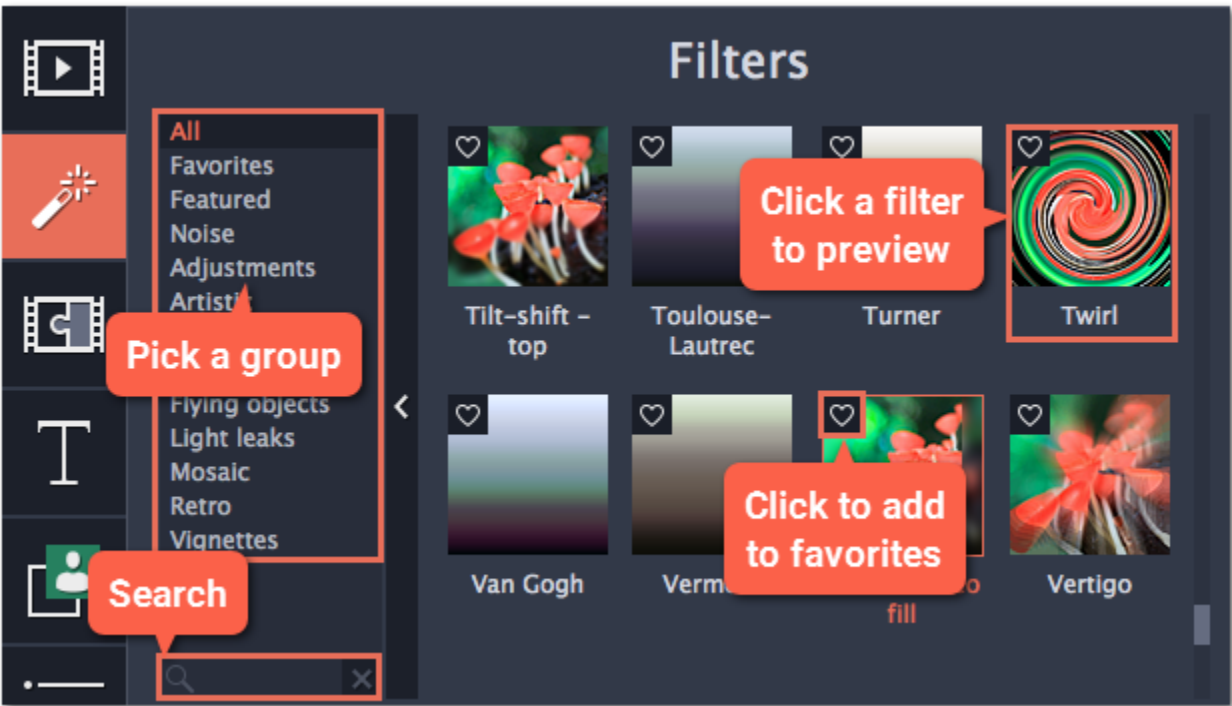 Filters
All
Favorites
Featured
Noise
Adjustments
Pick a group
Flying objects
Light leaks
Mosaic
Retro
Vignettes
Search
Click a filter
to preview
Tilt-shift -
top
Toulouse-
Lautrec
Turner
Twirl
Click to add
to favorites
Van Gogh
fill
Vertigo
T